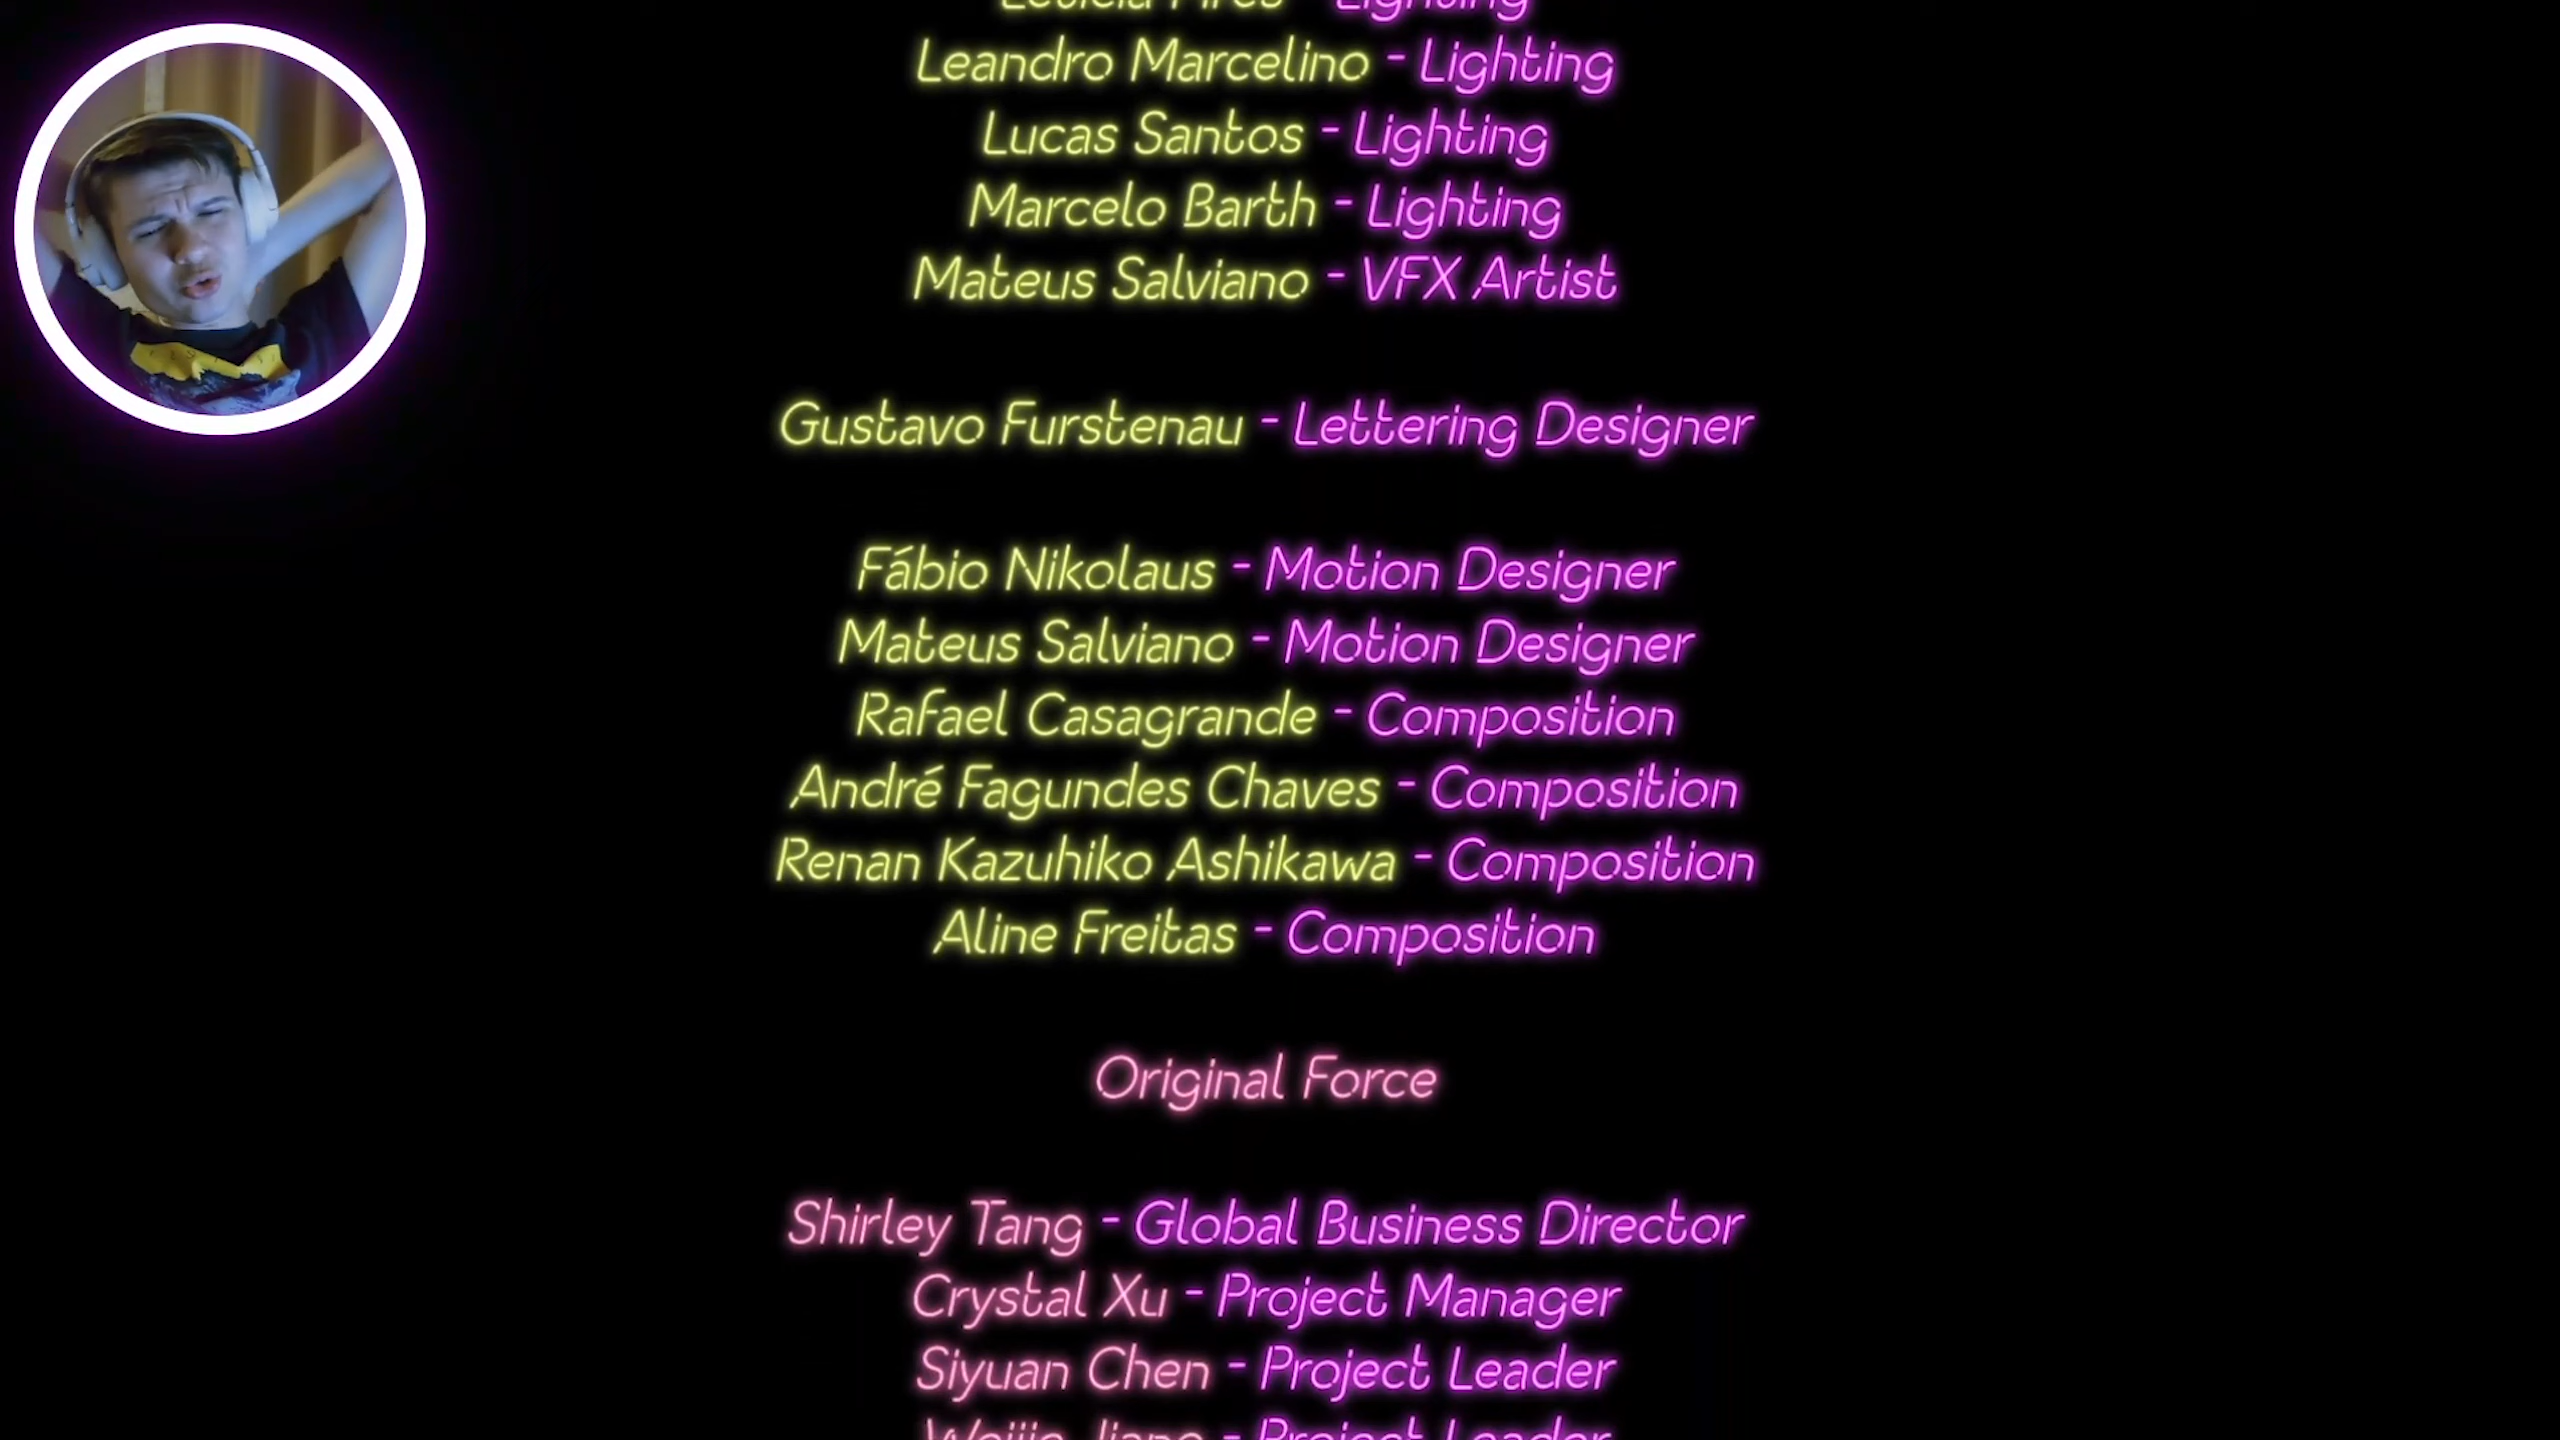 Leandro Marcelino - Lighting
Lucas Santos - Lighting
Marcelo Barth - Lighting
Mateus Salviano - VFX Artist
Gustavo Furstenau - Lettering Designer
Fábio Nikolaus - Motion Designer
Mateus Salviano - Motion Designer
Rafael Casagrande - Composition
André Fagundes Chaves - Composition
Renan Kazuhiko Ashikawa - Composition
Aline Freitas - Composition
Original Force
Shirley Tang - Global Business Director
Crystal Xu - Project Manager
Siyuan Chen - Project Leader
- Project Leader